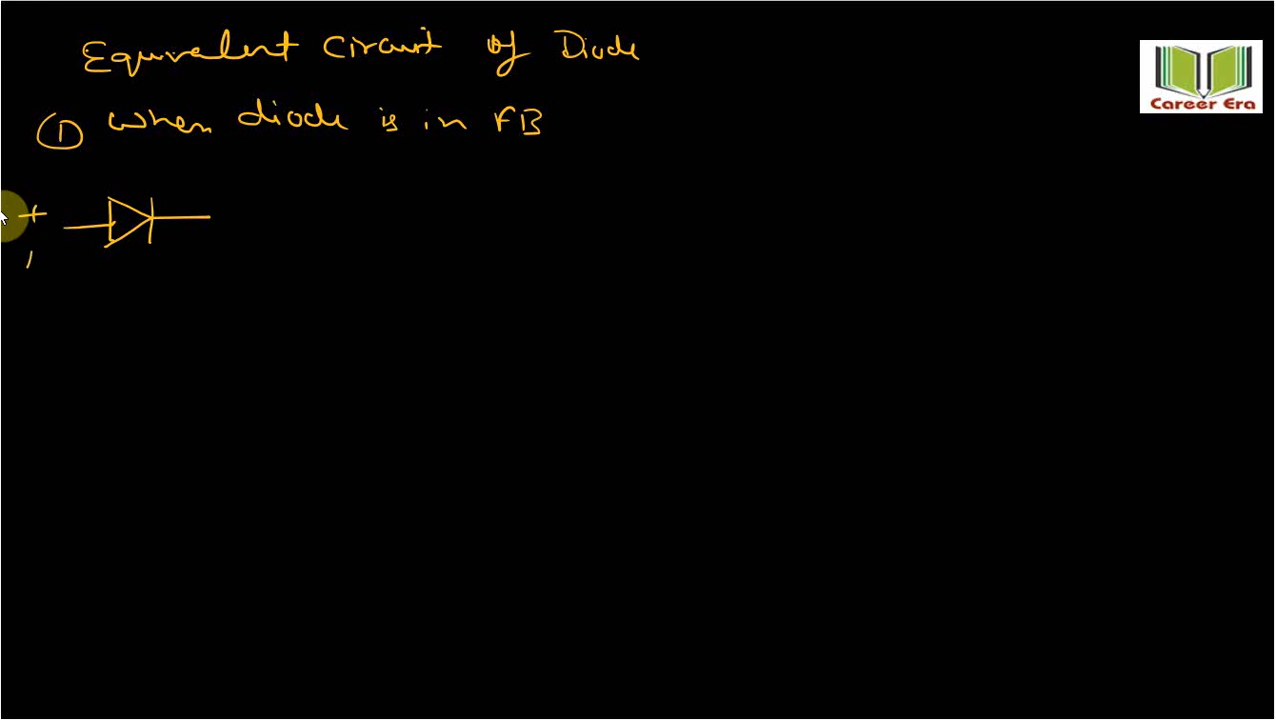 Equivalent Circuit of Diode
Career Era
① When diode is in FB
+